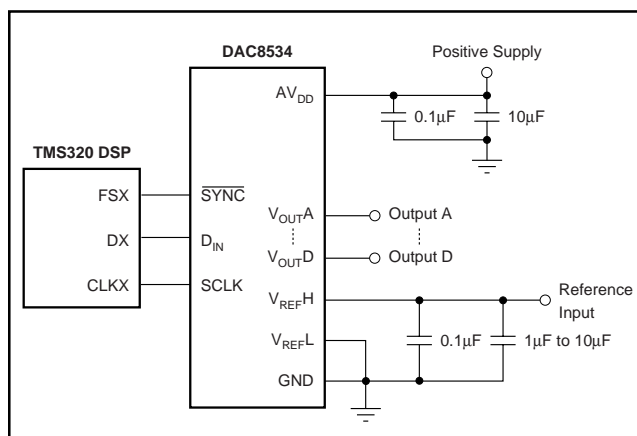 DAC8534
Positive Supply
AVDD
0.1µF
10µF
TMS320 DSP
FSX
SYNC
VOUTA
Output A
DX
DIN
VOUTD
Output D
CLKX
SCLK
VREFH
Reference
Input
0.1µF
1µF to 10µF
VREFL
GND